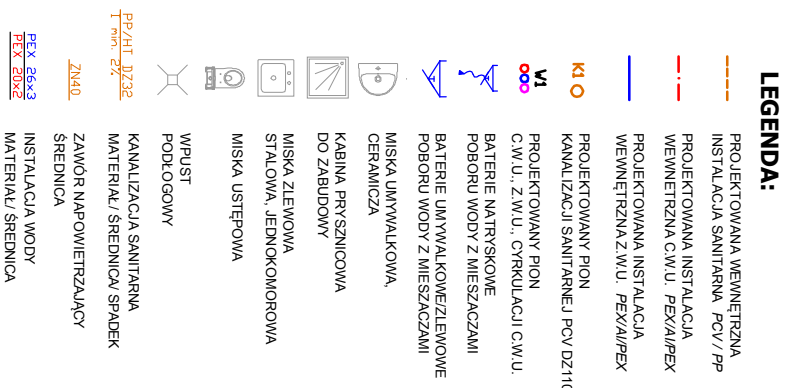 LEGENDA:
PROJEKTOWANA WEWNĘTRZNA
INSTALACJA SANITARNA PCV / PP
PROJEKTOWANA INSTALACJA
WEWNĘTRZNA C.W.U. PEX/Al/PEX
PROJEKTOWANA INSTALACJA
WEWNĘTRZNA Z.W.U. PEX/Al/PEX
K1
PROJEKTOWANY PION
KANALIZACJI SANITARNEJ PCV DZ110
W1
PROJEKTOWANY PION
C.W.U., Z.W.U., CYRKULACJI C.W.U.
BATERIE NATRYSKOWE
POBORU WODY Z MIESZACZAMI
BATERIE UMYWALKOWE/ZLEWOWE
POBORU WODY Z MIESZACZAMI
MISKA UMYWALKOWA,
CERAMICZA
KABINA PRYSZNICOWA
DO ZABUDOWY
MISKA ZLEWOWA
STALOWA, JEDNOKOMOROWA
MISKA USTĘPOWA
WPUST
PODŁOGOWY
PP/HT DZ32
I min. 2%
KANALIZACJA SANITARNA
MATERIAŁ / ŚREDNICA/ SPADEK
ZN40
ZAWÓR NAPOWIETRZAJĄCY
ŚREDNICA
PEX 26x3
PEX 20x2
INSTALACJA WODY
MATERIAŁ/ ŚREDNICA